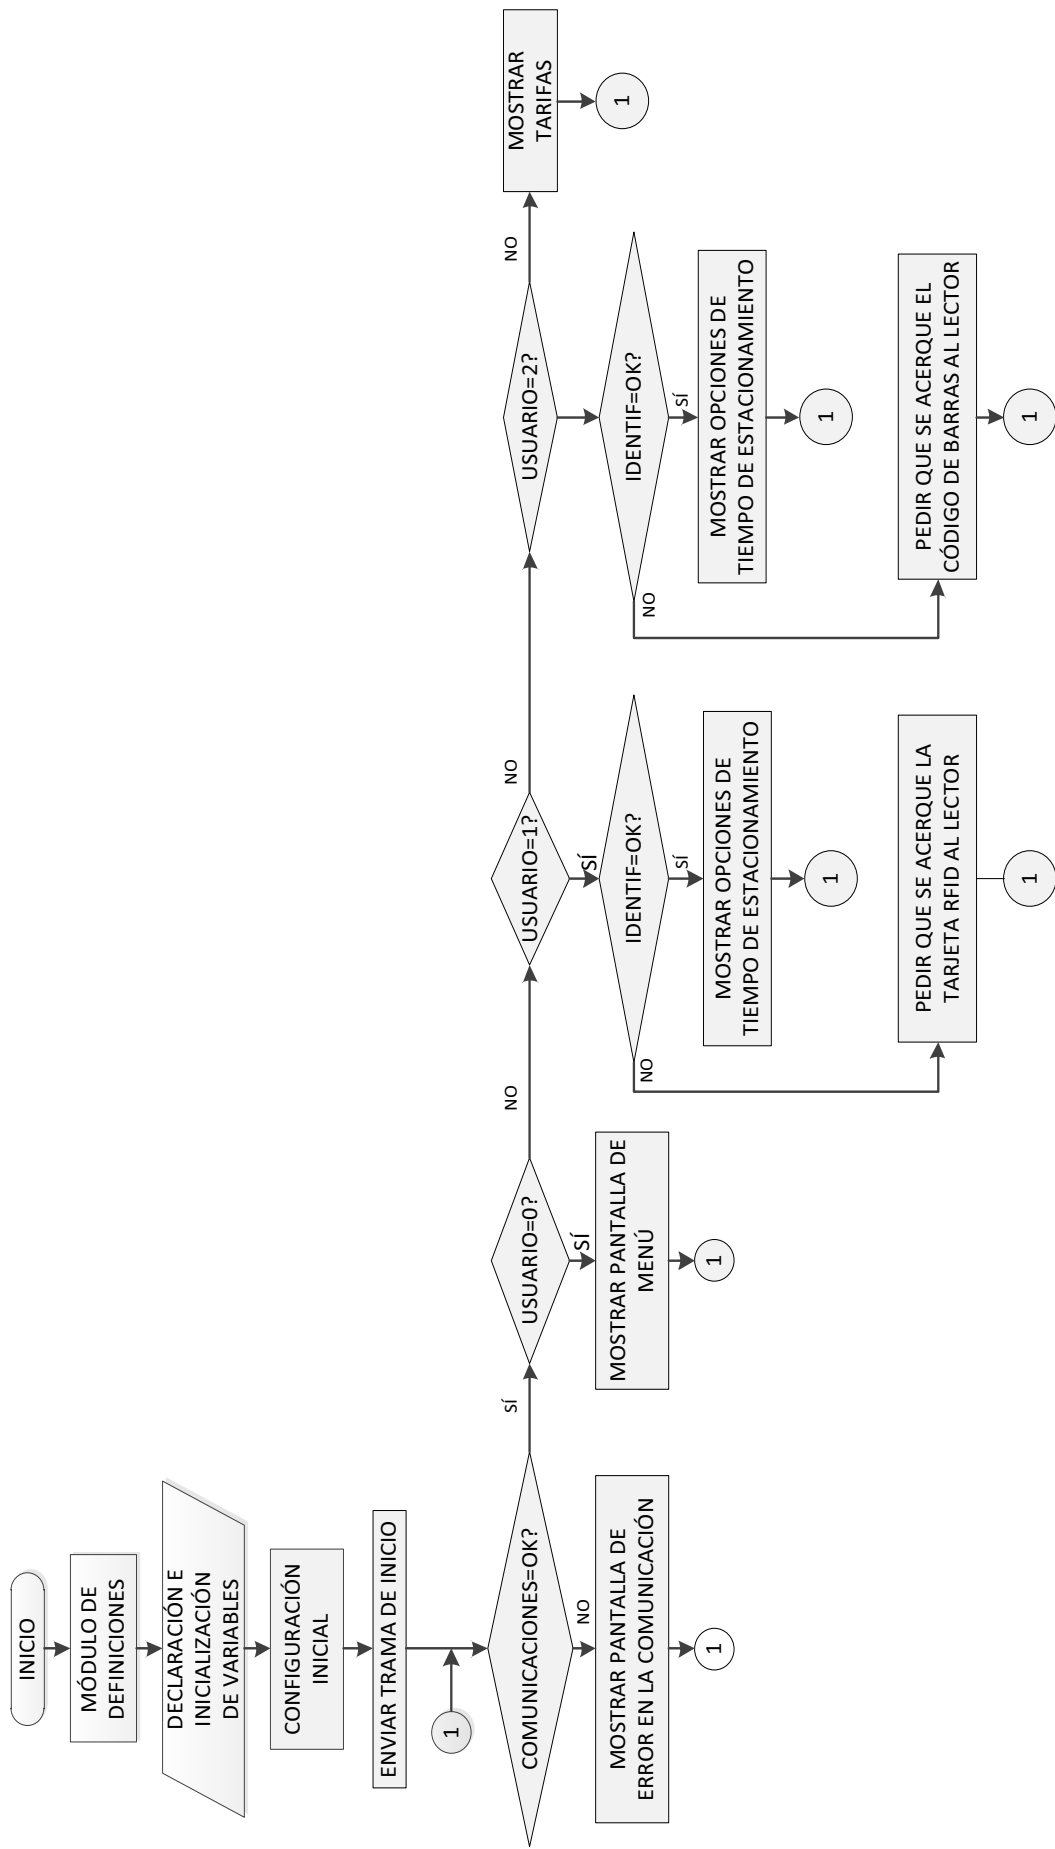 INICIO
MÓDULO DE
DEFINICIONES
DECLARACIÓN E
INICIALIZACIÓN
DE VARIABLES
CONFIGURACIÓN
INICIAL
ENVIAR TRAMA DE INICIO
1
COMUNICACIONES=OK?
NO
MOSTRAR PANTALLA DE
ERROR EN LA COMUNICACIÓN
1
SÍ
USUARIO=0?
SÍ
MOSTRAR PANTALLA DE
MENÚ
1
NO
USUARIO=1?
SÍ
IDENTIF=OK?
SÍ
MOSTRAR OPCIONES DE
TIEMPO DE ESTACIONAMIENTO
1
NO
PEDIR QUE SE ACERQUE LA
TARJETA RFID AL LECTOR
1
NO
USUARIO=2?
IDENTIF=OK?
SÍ
MOSTRAR OPCIONES DE
TIEMPO DE ESTACIONAMIENTO
1
NO
PEDIR QUE SE ACERQUE EL
CÓDIGO DE BARRAS AL LECTOR
1
NO
MOSTRAR
TARIFAS
1